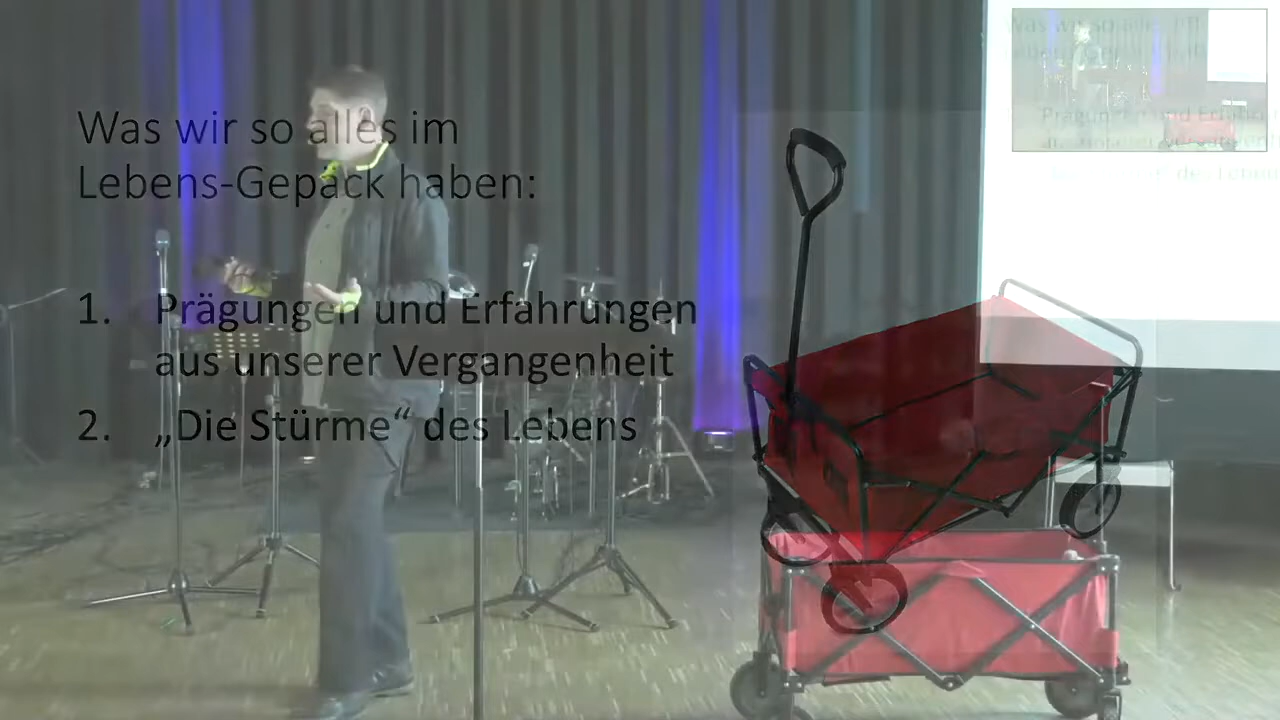 Was wir so alles im
Lebens-Gepäck haben:
1. Prägungen und Erfahrungen
aus unserer Vergangenheit
2. „Die Stürme“ des Lebens